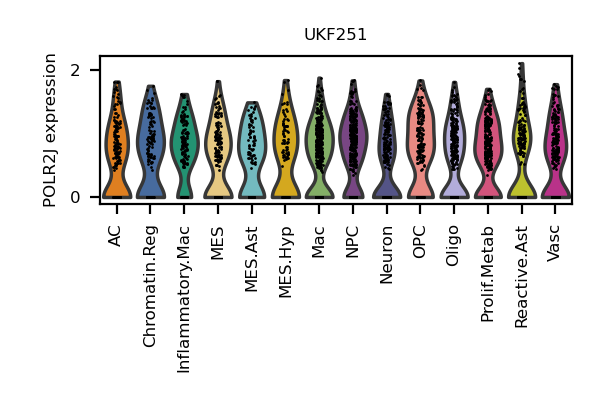 UKF251
POLR2J expression
2
0
AC
Chromatin.Reg
Inflammatory.Mac
MES
MES.Ast
MES.Hyp
Mac
NPC
Neuron
OPC
Oligo
Prolif.Metab
Reactive.Ast
Vasc